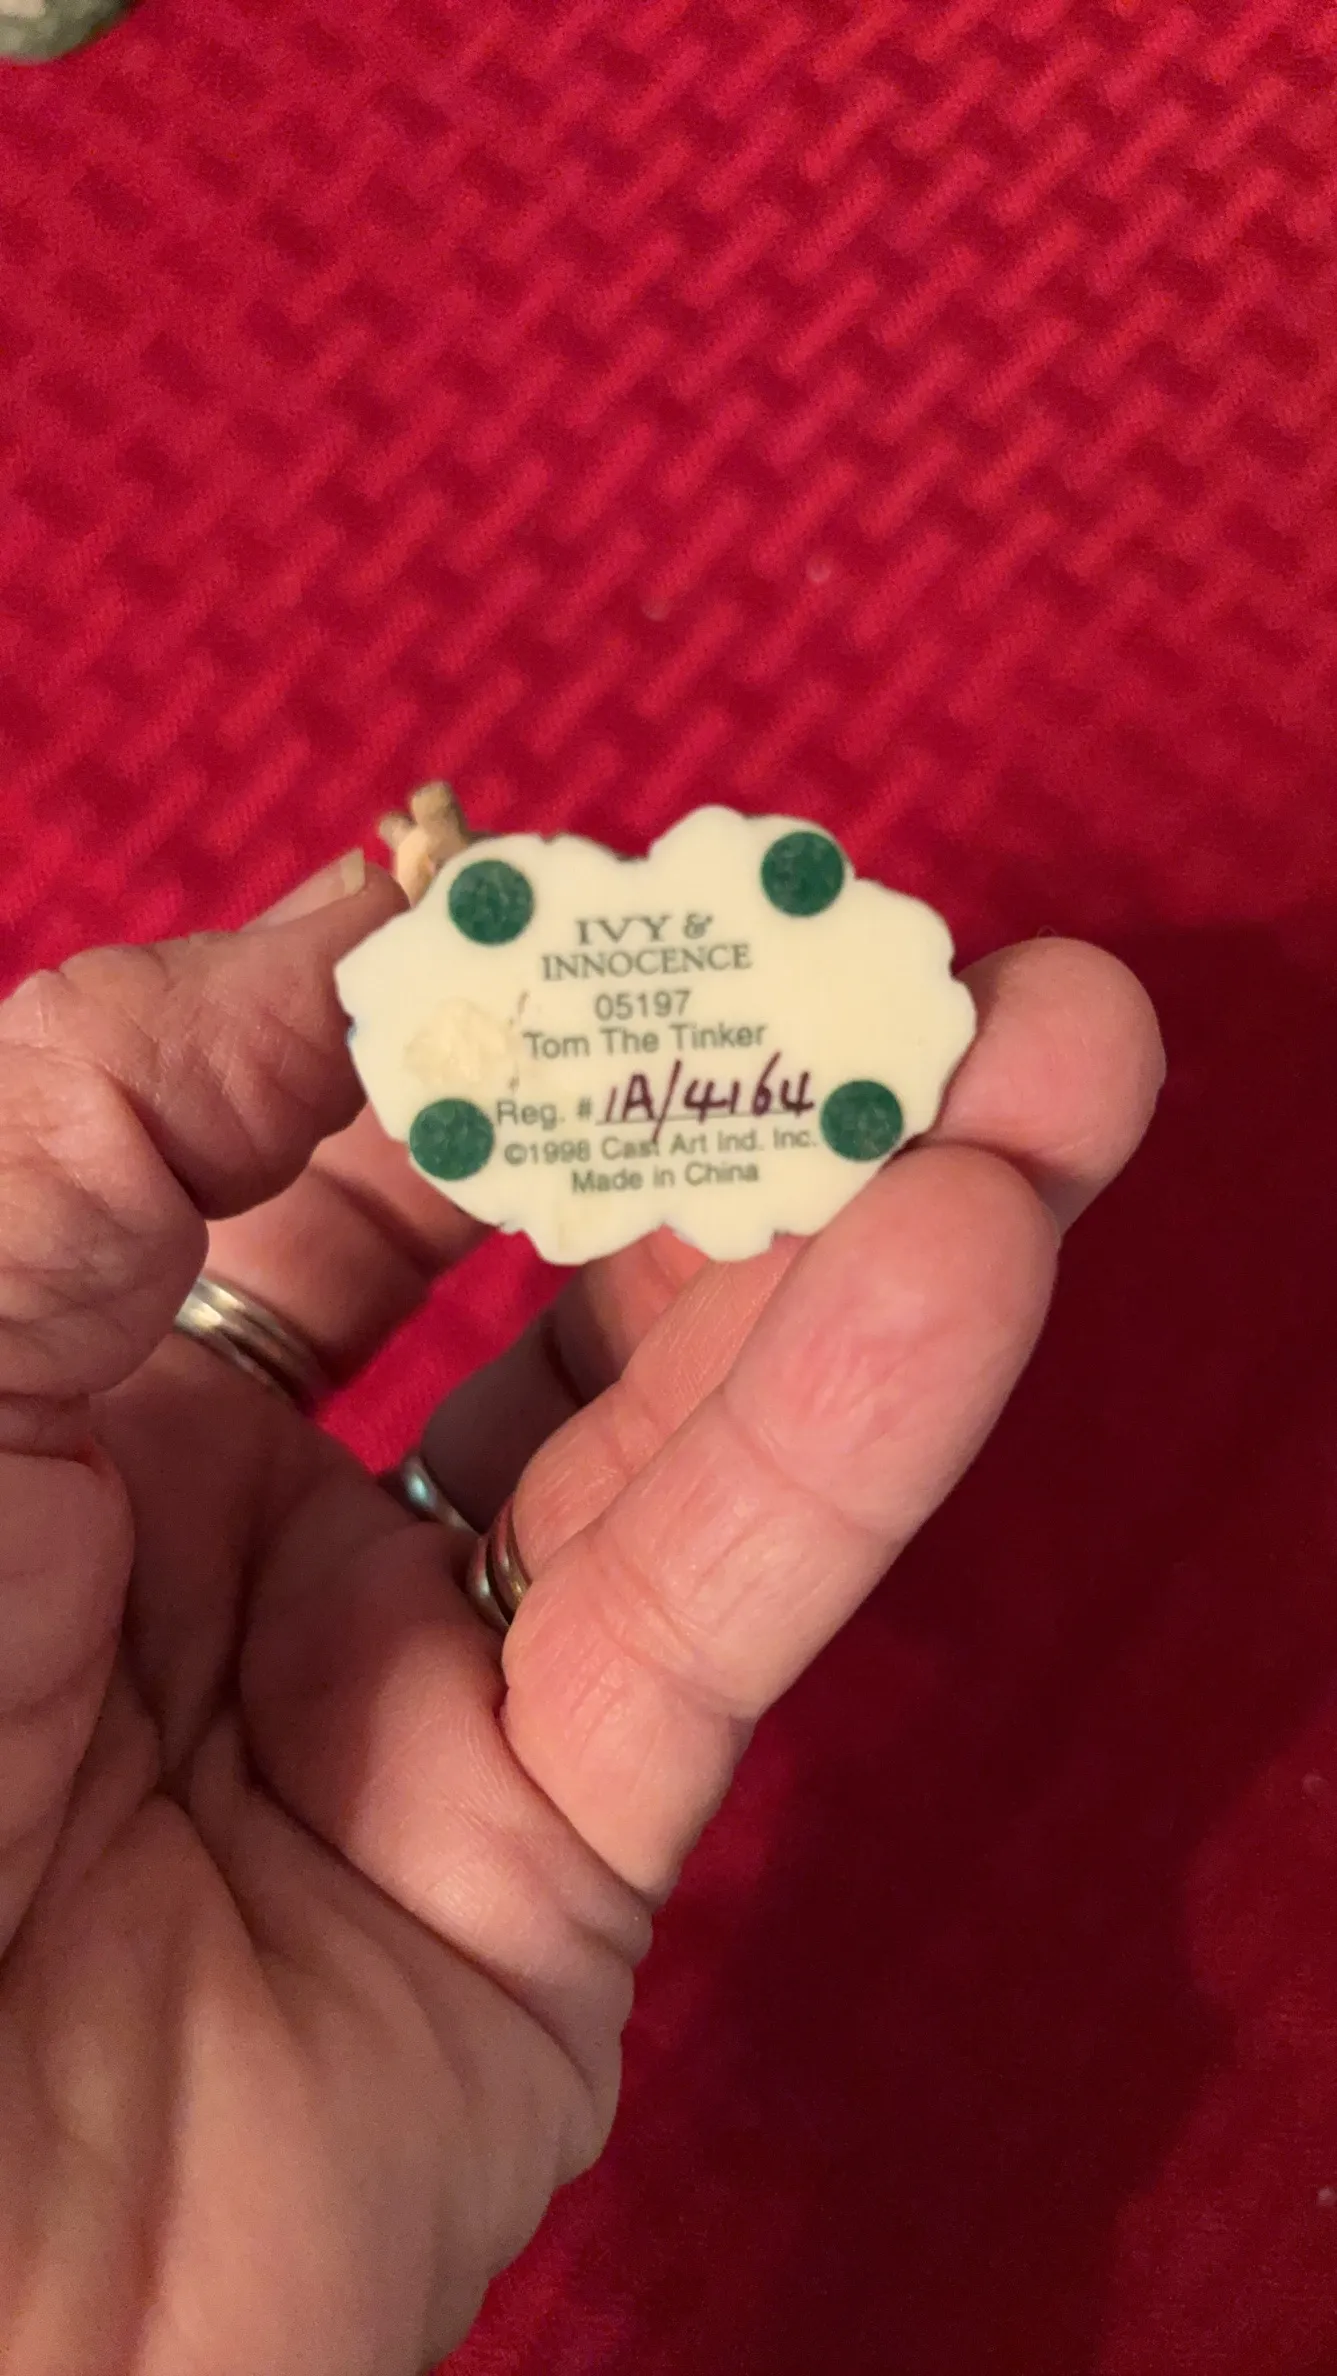 IVY &
INNOCENCE
05197
Tom The Tinker
Reg. # 1A/4164
©1998 Cast Art Ind. Inc.
Made in China